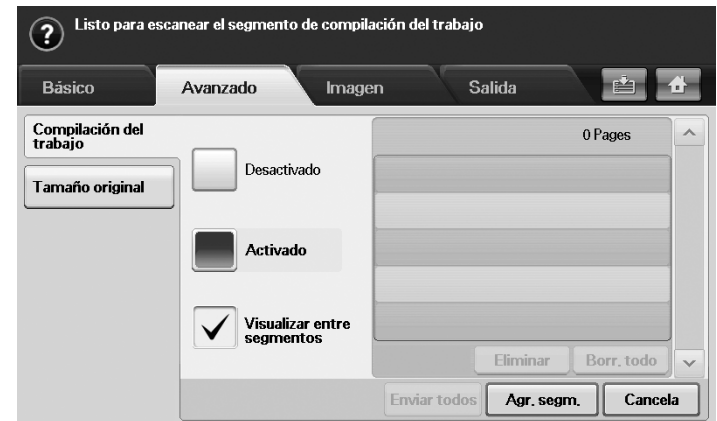 Listo para escanear el segmento de compilación del trabajo
Básico
Avanzado
Imagen
Salida
Compilación del
trabajo
Tamaño original
Desactivado
Activado
Visualizar entre
segmentos
0 Pages
Eliminar
Borr. todo
Enviar todos
Agr. segm.
Cancela